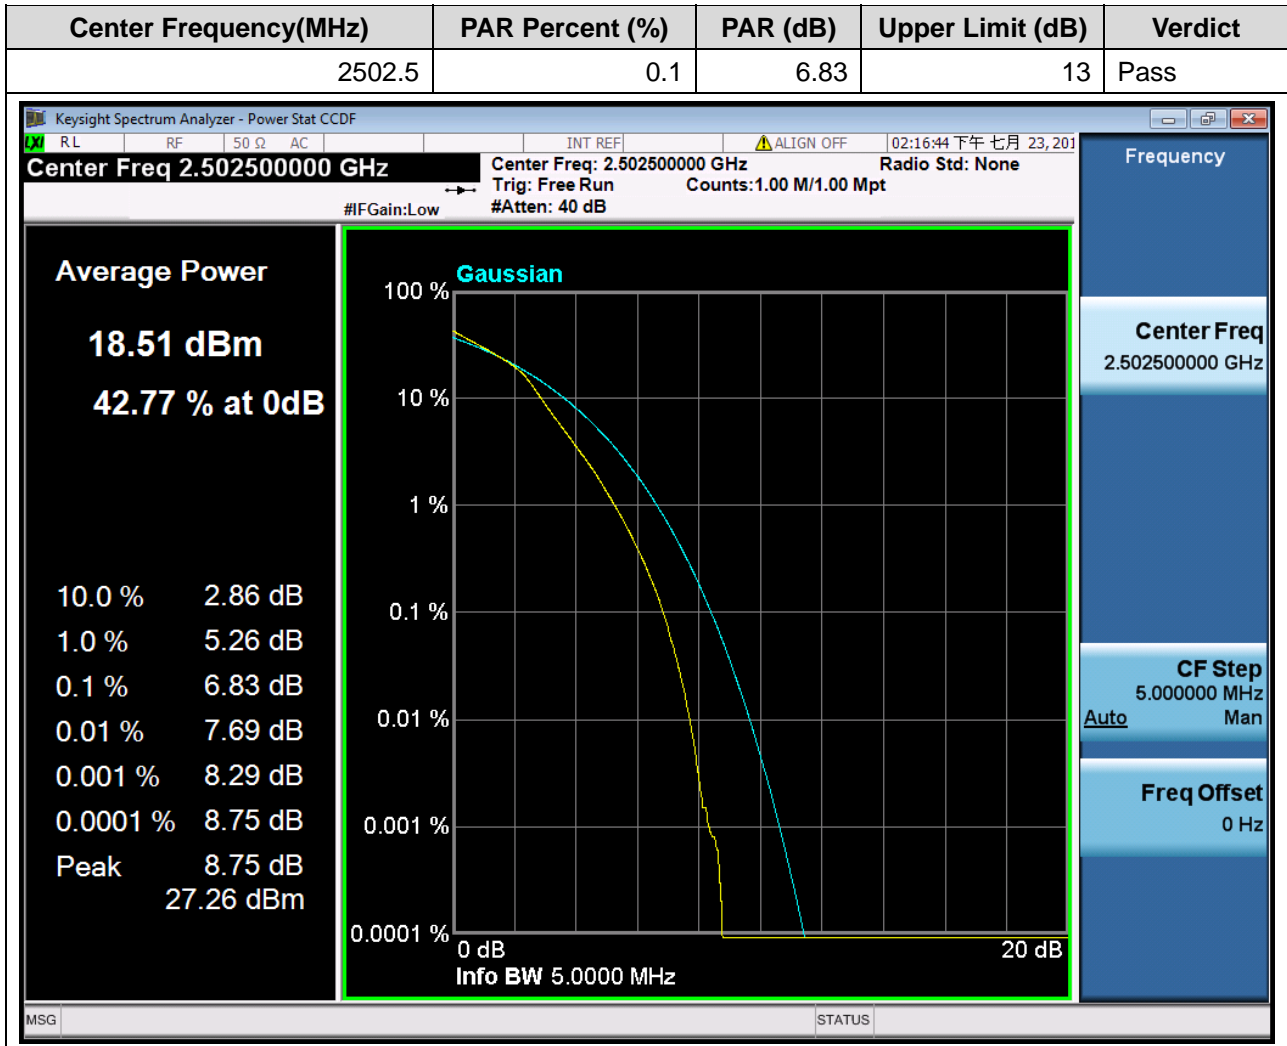 Center Frequency(MHz) PAR Percent (%) PAR (dB) Upper Limit (dB) Verdict
2502.5 0.1 6.83 13 Pass
Keysight Spectrum Analyzer - Power Stat CCDF
LXI RL RF 50 Ω AC INT REF ALIGN OFF 02:16:44 下午 七月 23, 201
Center Freq 2.502500000 GHz
Center Freq: 2.502500000 GHz Radio Std: None
Trig: Free Run Counts:1.00 M/1.00 Mpt
#IFGain:Low #Atten: 40 dB
Average Power
18.51 dBm
42.77 % at 0dB
10.0 % 2.86 dB
1.0 % 5.26 dB
0.1 % 6.83 dB
0.01 % 7.69 dB
0.001 % 8.29 dB
0.0001 % 8.75 dB
Peak 8.75 dB
27.26 dBm
Gaussian
100 %
10 %
1 %
0.1 %
0.01 %
0.001 %
0.0001 %
0 dB 20 dB
Info BW 5.0000 MHz
Frequency
Center Freq
2.502500000 GHz
CF Step
5.000000 MHz
Auto Man
Freq Offset
0 Hz
MSG STATUS